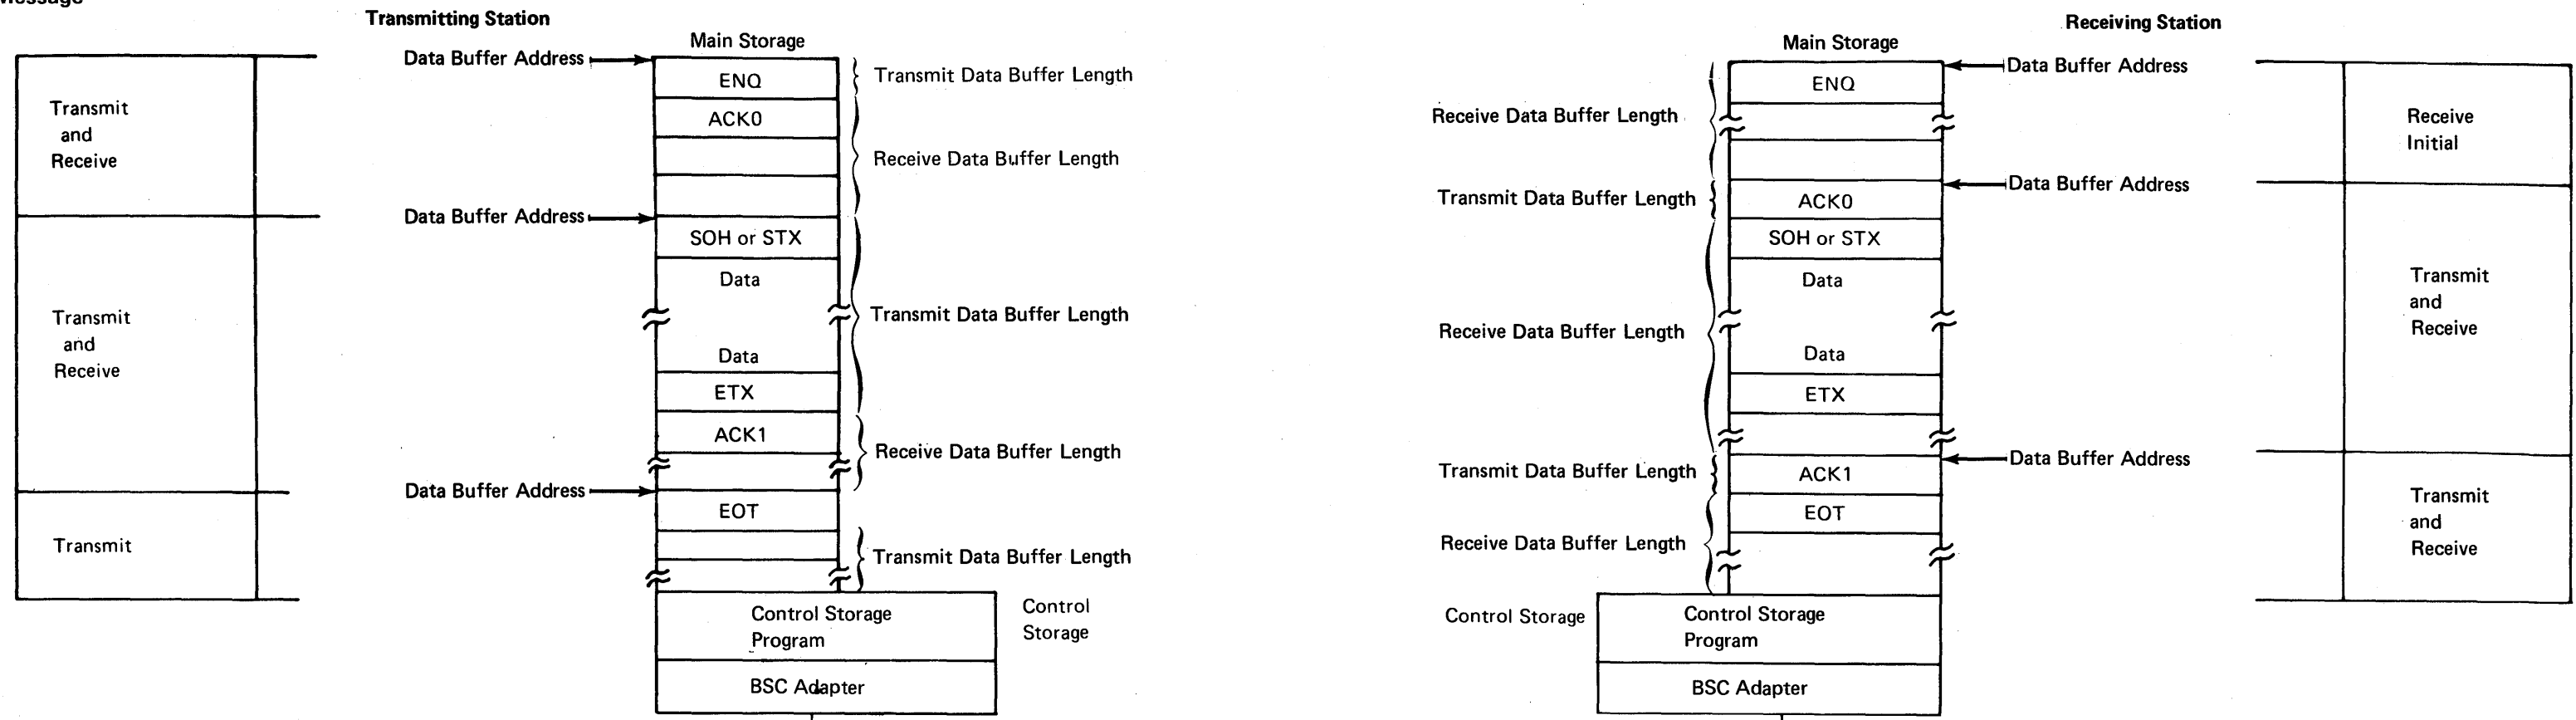 Transmitting Station
Main Storage
Data Buffer Address
ENQ
Transmit Data Buffer Length
Transmit
and
Receive
ACK0
Receive Data Buffer Length
Data Buffer Address
SOH or STX
Data
Transmit
and
Receive
Transmit Data Buffer Length
Data
ETX
ACK1
Receive Data Buffer Length
Data Buffer Address
EOT
Transmit
Transmit Data Buffer Length
Control Storage
Program
Control
Storage
BSC Adapter
Receiving Station
Main Storage
Data Buffer Address
ENQ
Receive Data Buffer Length
Receive
Initial
Data Buffer Address
Transmit Data Buffer Length
ACK0
SOH or STX
Data
Transmit
and
Receive
Receive Data Buffer Length
Data
ETX
Data Buffer Address
Transmit Data Buffer Length
ACK1
EOT
Transmit
and
Receive
Receive Data Buffer Length
Control Storage
Control Storage
Program
BSC Adapter